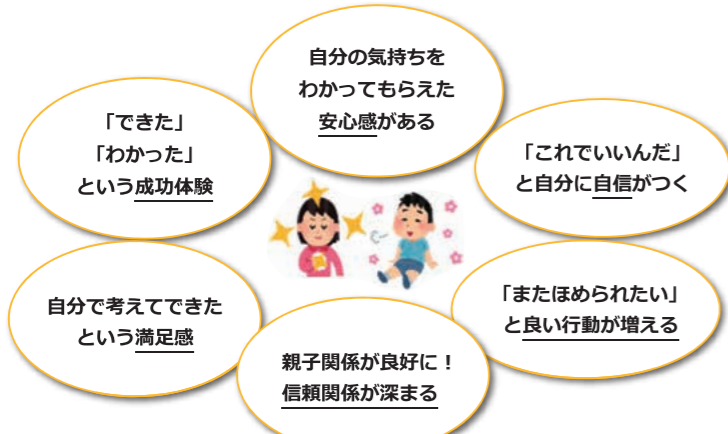 自分の気持ちを
わかってもらえた
安心感がある
「できた」
「わかった」
という成功体験
「これでいいんだ」
と自分に自信がつく
自分で考えてできた
という満足感
「またほめられたい」
と良い行動が増える
親子関係が良好に！
信頼関係が深まる